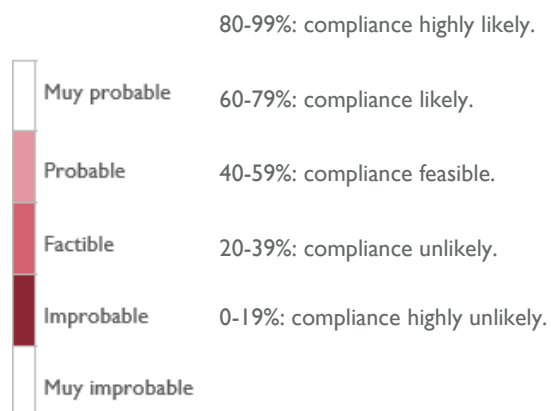 80-99%: compliance highly likely.
Muy probable
60-79%: compliance likely.
Probable
40-59%: compliance feasible.
Factible
20-39%: compliance unlikely.
Improbable
0-19%: compliance highly unlikely.
Muy improbable